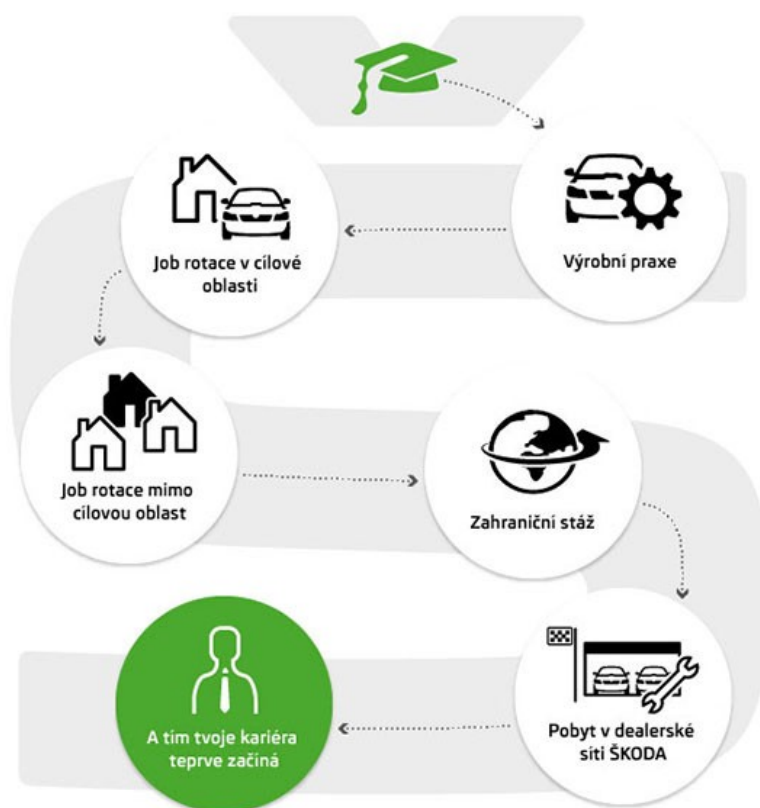 Výrobní praxe
Job rotace v cílové
oblasti
Job rotace mimo
cílovou oblast
Zahraniční stáž
Pobyt v dealerské
síti ŠKODA
A tím tvoje kariéra
teprve začíná